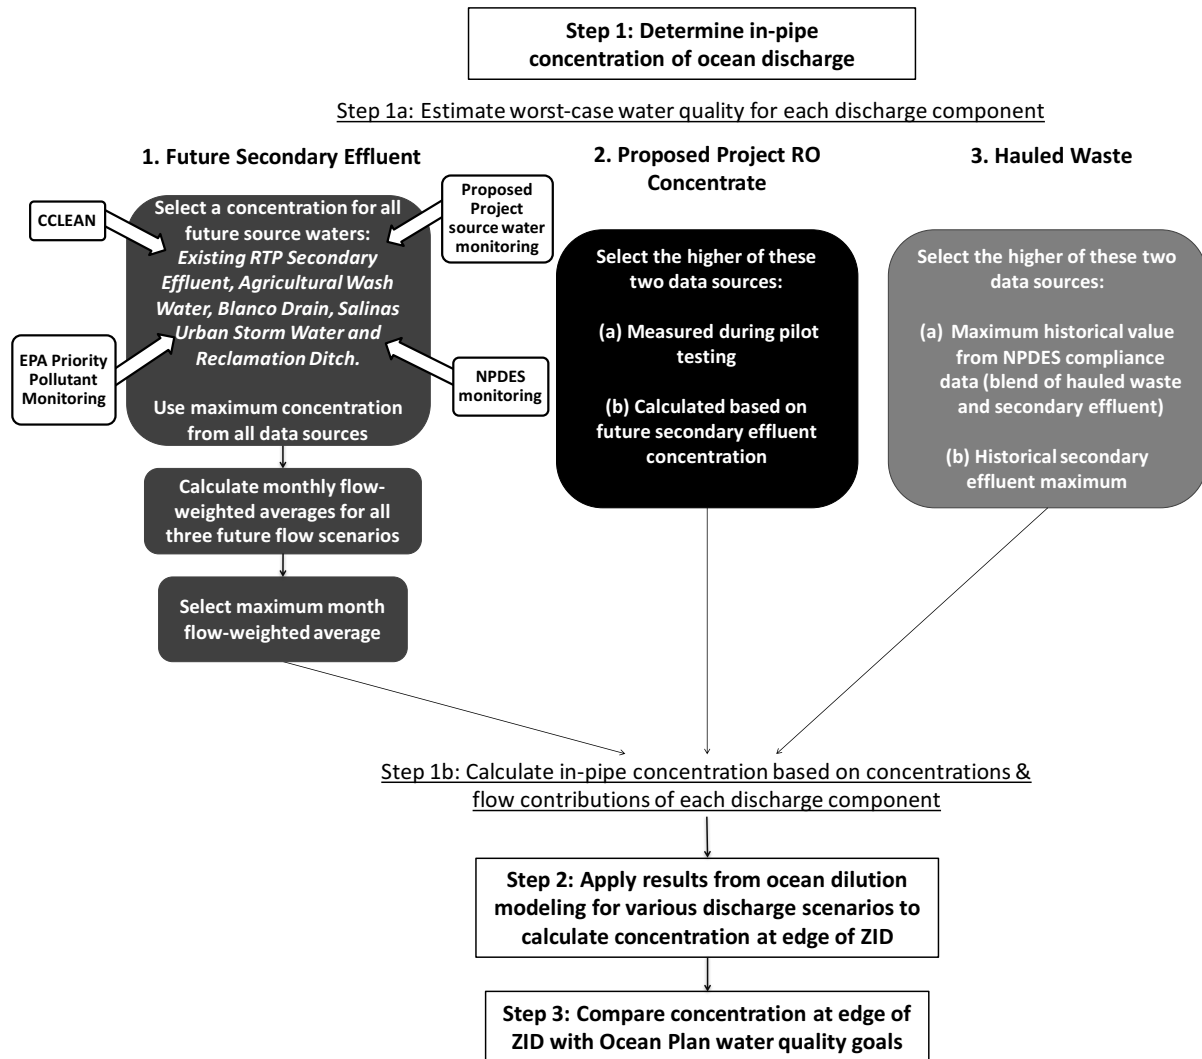 Step 1: Determine in-pipe
concentration of ocean discharge
Step 1a: Estimate worst-case water quality for each discharge component
1. Future Secondary Effluent
CCLEAN
EPA Priority
Pollutant
Monitoring
Select a concentration for all
future source waters:
Existing RTP Secondary
Effluent, Agricultural Wash
Water, Blanco Drain, Salinas
Urban Storm Water and
Reclamation Ditch.
Use maximum concentration
from all data sources
Proposed
Project
source water
monitoring
NPDES
monitoring
Calculate monthly flow-
weighted averages for all
three future flow scenarios
Select maximum month
flow-weighted average
2. Proposed Project RO
Concentrate
Select the higher of these
two data sources:
(a) Measured during pilot
testing
(b) Calculated based on
future secondary effluent
concentration
3. Hauled Waste
Select the higher of these two
data sources:
(a) Maximum historical value
from NPDES compliance
data (blend of hauled waste
and secondary effluent)
(b) Historical secondary
effluent maximum
Step 1b: Calculate in-pipe concentration based on concentrations &
flow contributions of each discharge component
Step 2: Apply results from ocean dilution
modeling for various discharge scenarios to
calculate concentration at edge of ZID
Step 3: Compare concentration at edge of
ZID with Ocean Plan water quality goals